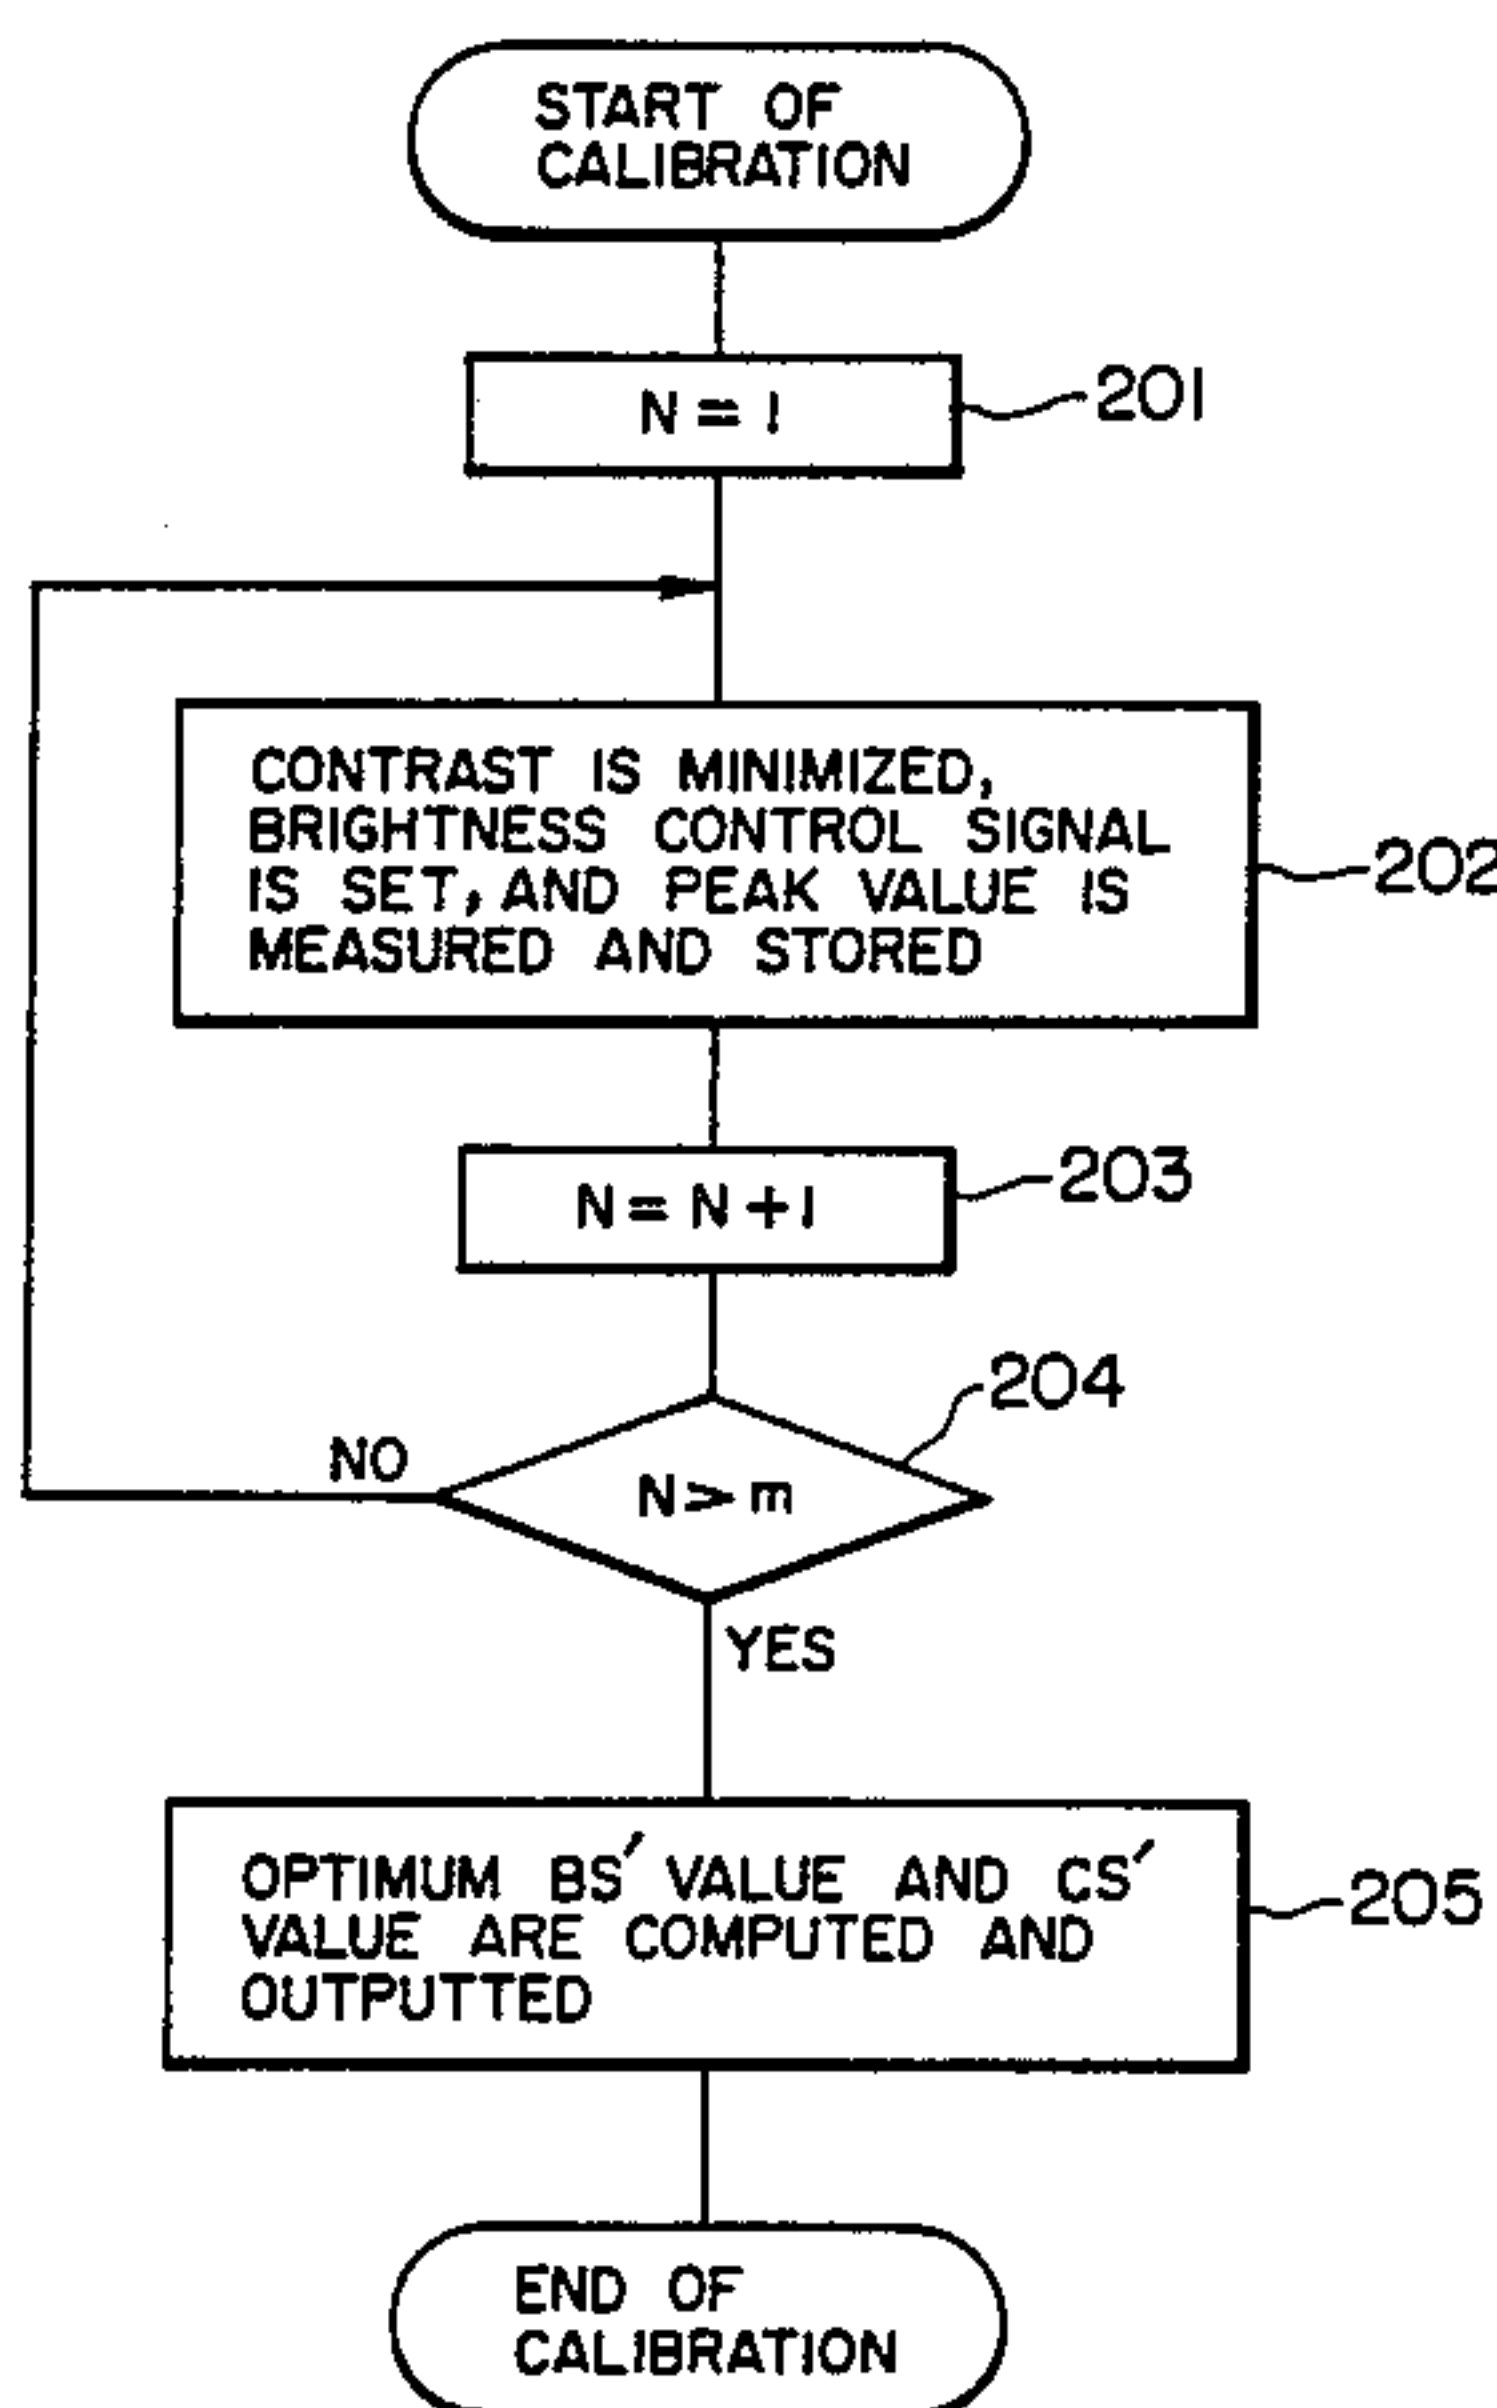 START OF
CALIBRATION
N = 1
201
CONTRAST IS MINIMIZED,
BRIGHTNESS CONTROL SIGNAL
IS SET, AND PEAK VALUE IS
MEASURED AND STORED
202
N = N + 1
203
204
N > m
NO
YES
OPTIMUM BS' VALUE AND CS'
VALUE ARE COMPUTED AND
OUTPUTTED
205
END OF
CALIBRATION